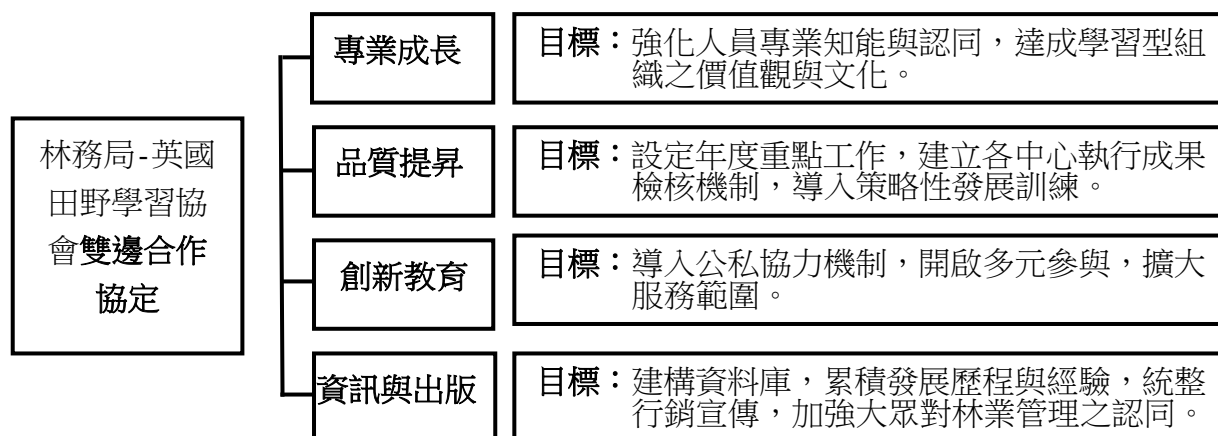 林務局-英國
田野學習協
會雙邊合作
協定
專業成長
目標：強化人員專業知能與認同，達成學習型組
織之價值觀與文化。
品質提昇
目標：設定年度重點工作，建立各中心執行成果
檢核機制，導入策略性發展訓練。
創新教育
目標：導入公私協力機制，開啟多元參與，擴大
服務範圍。
資訊與出版
目標：建構資料庫，累積發展歷程與經驗，統整
行銷宣傳，加強大眾對林業管理之認同。